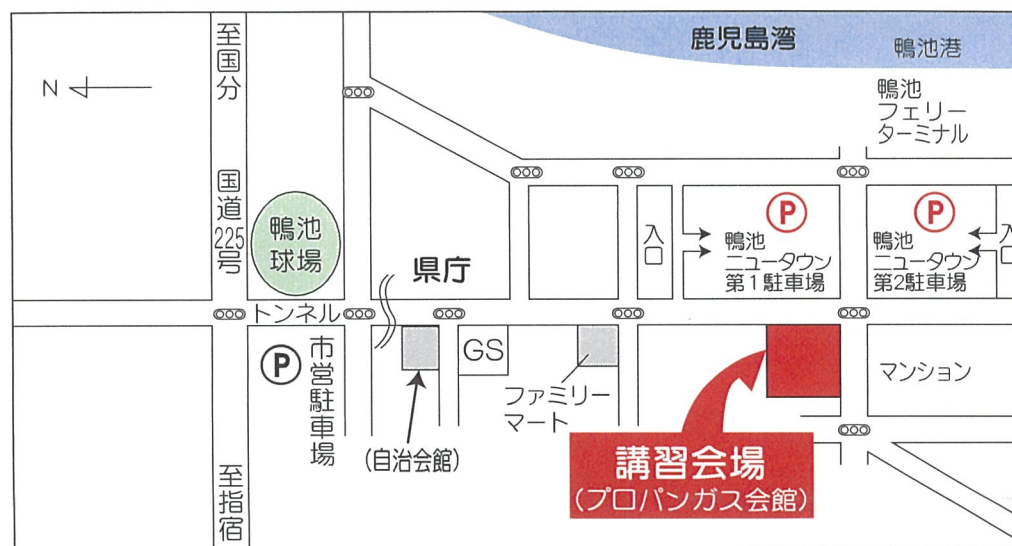 鹿児島湾
鴨池港
至国分
N
鴨池
フェリー
ターミナル
国道225号
鴨池
球場
入口
P
鴨池
ニュータウン
第1駐車場
P
鴨池
ニュータウン
第2駐車場
入口
県庁
トンネル
P
市営駐車場
GS
ファミリー
マート
マンション
(自治会館)
講習会場
(プロパンガス会館)
至指宿